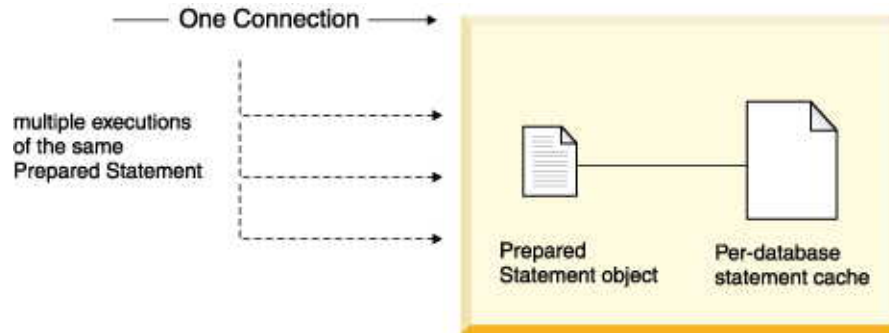 One Connection
multiple executions
of the same
Prepared Statement
Prepared
Statement object
Per-database
statement cache